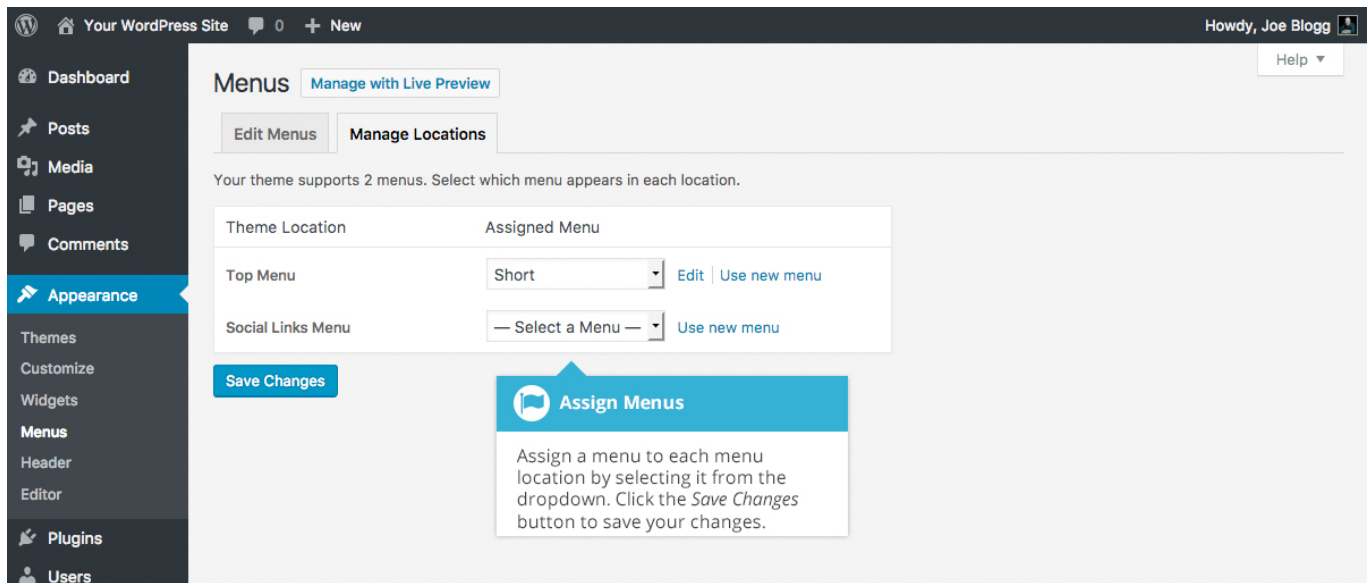 Your WordPress Site 0 + New Howdy, Joe Blogg
Help ▼
Dashboard
Posts
Media
Pages
Comments
Appearance
Themes
Customize
Widgets
Menus
Header
Editor
Plugins
Users
Menus Manage with Live Preview
Edit Menus Manage Locations
Your theme supports 2 menus. Select which menu appears in each location.
Theme Location Assigned Menu
Top Menu Short Edit | Use new menu
Social Links Menu — Select a Menu — Use new menu
Save Changes
Assign Menus
Assign a menu to each menu
location by selecting it from the
dropdown. Click the Save Changes
button to save your changes.